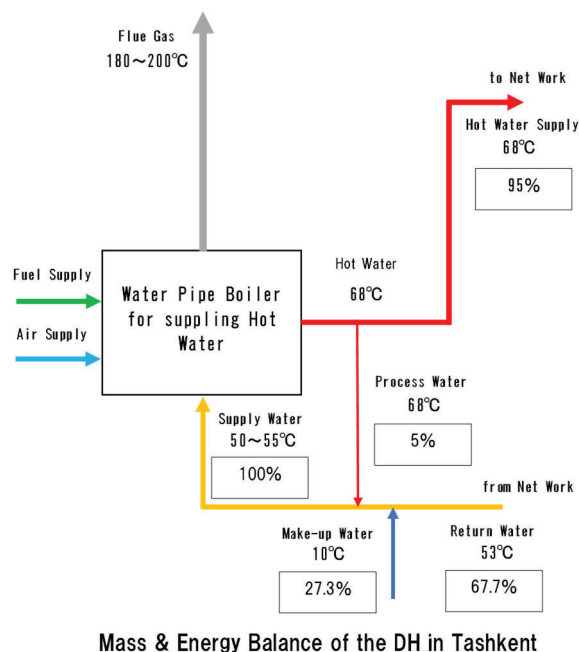 Flue Gas
180～200℃
to Net Work
Hot Water Supply
68℃
95%
Fuel Supply
Air Supply
Water Pipe Boiler
for suppling Hot
Water
Hot Water
68℃
Process Water
68℃
5%
Supply Water
50～55℃
100%
from Net Work
Make-up Water
10℃
27.3%
Return Water
53℃
67.7%
Mass & Energy Balance of the DH in Tashkent